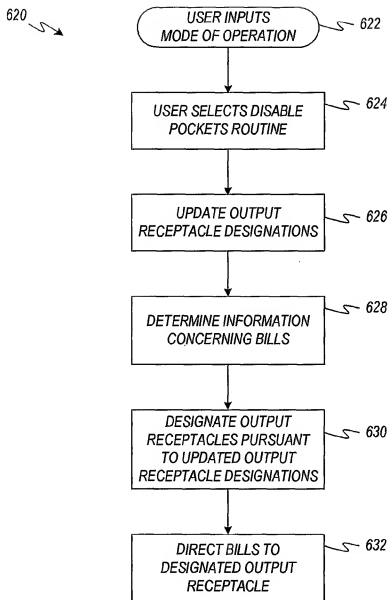 620
USER INPUTS
MODE OF OPERATION
622
USER SELECTS DISABLE
POCKETS ROUTINE
624
UPDATE OUTPUT
RECEPTACLE DESIGNATIONS
626
DETERMINE INFORMATION
CONCERNING BILLS
628
DESIGNATE OUTPUT
RECEPTACLES PURSUANT
TO UPDATED OUTPUT
RECEPTACLE DESIGNATIONS
630
DIRECT BILLS TO
DESIGNATED OUTPUT
RECEPTACLE
632